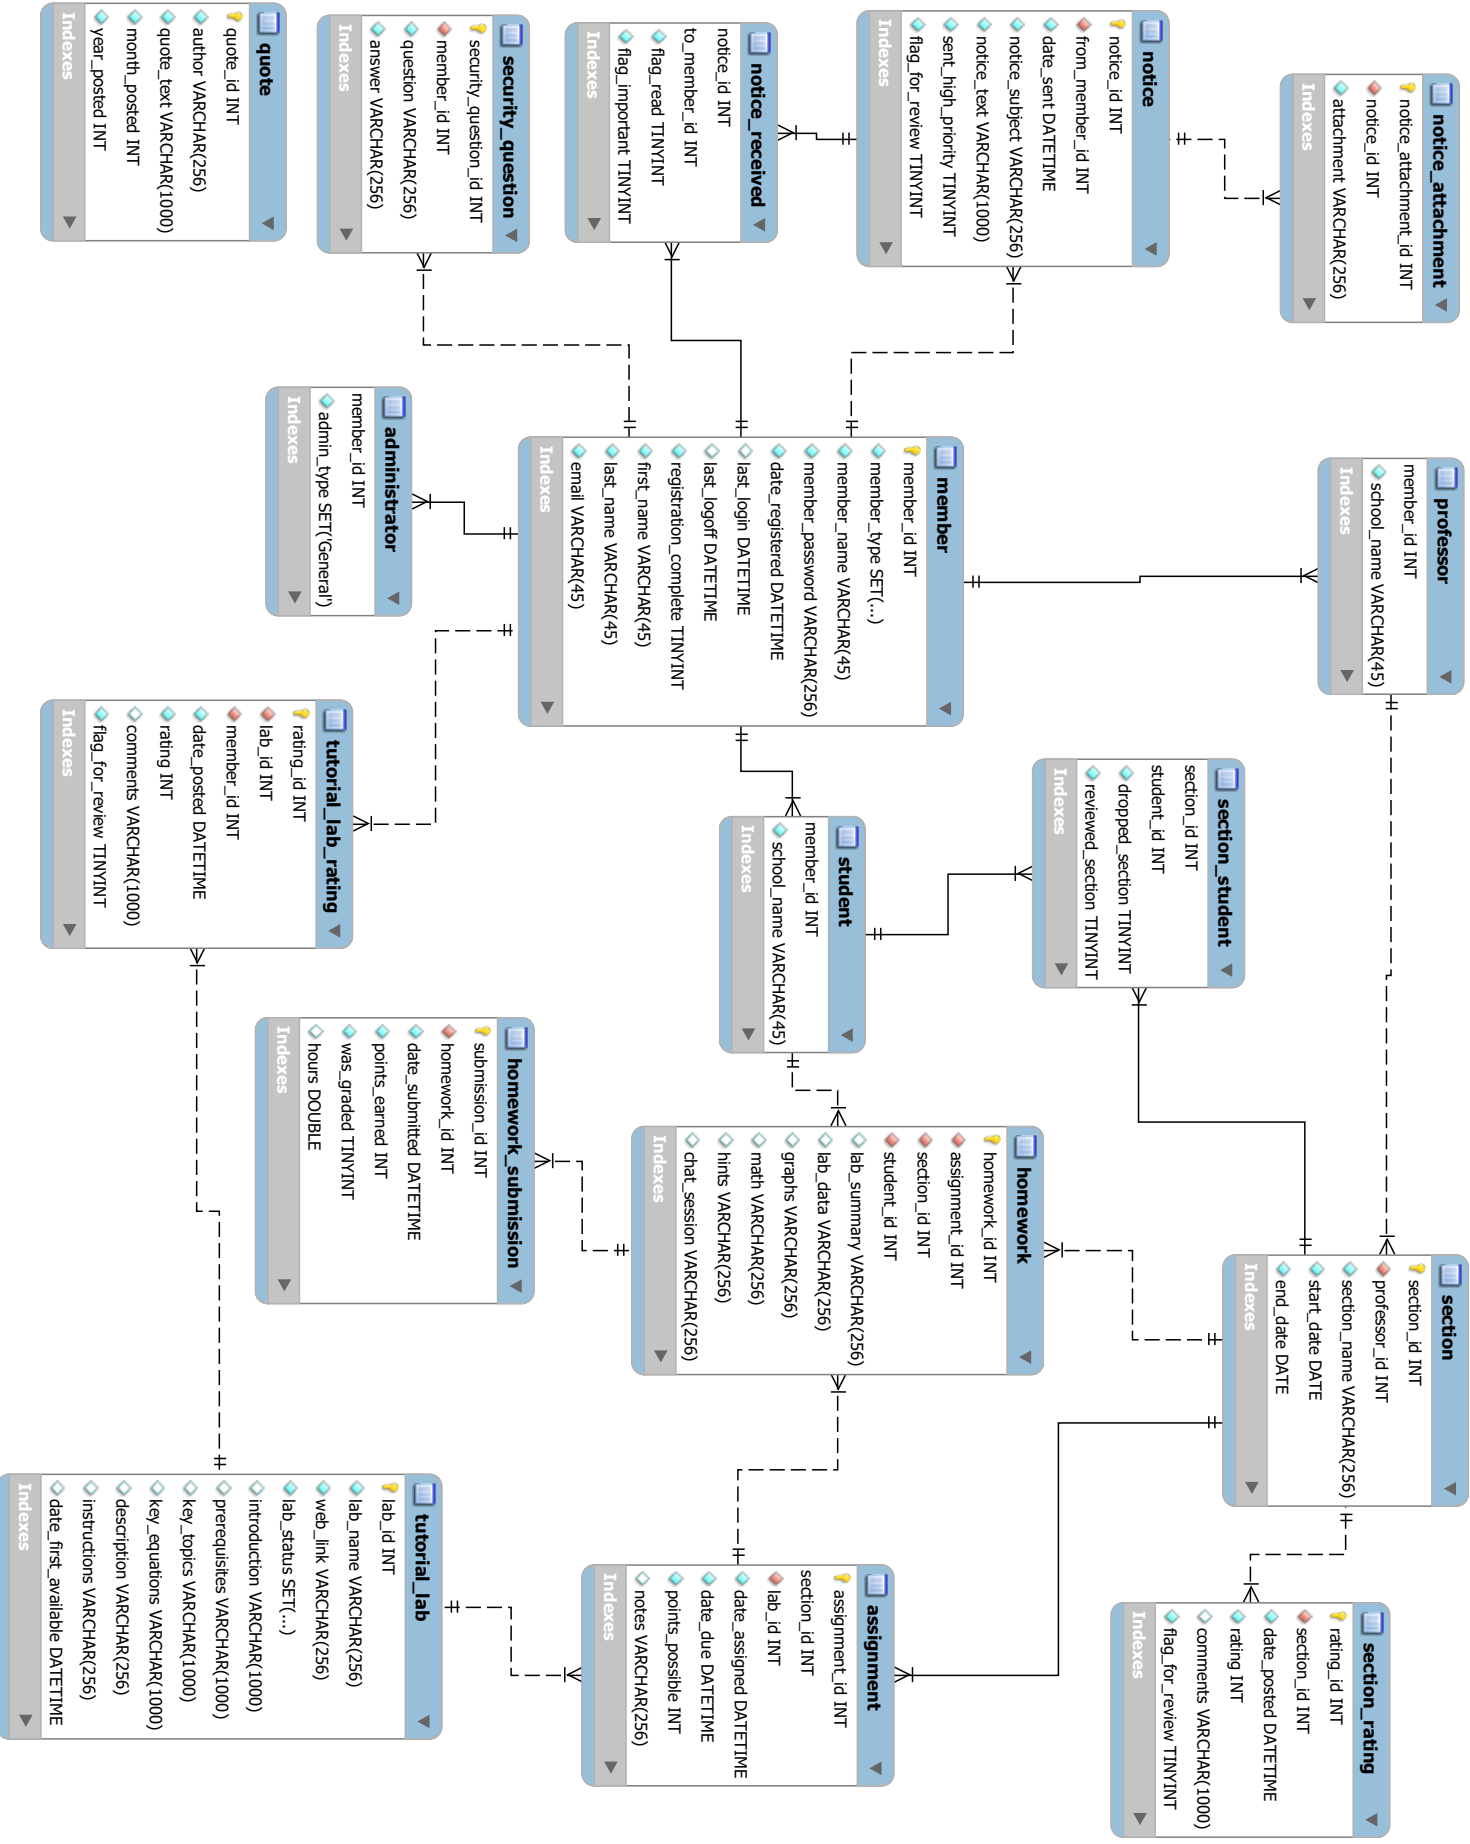 notice_attachment
notice_attachment_id INT
notice_id INT
attachment VARCHAR(256)
Indexes
professor
member_id INT
school_name VARCHAR(45)
Indexes
section
section_id INT
professor_id INT
section_name VARCHAR(256)
start_date DATE
end_date DATE
Indexes
section_rating
rating_id INT
section_id INT
date_posted DATETIME
rating INT
comments VARCHAR(1000)
flag_for_review TINYINT
Indexes
notice
notice_id INT
from_member_id INT
date_sent DATETIME
notice_subject VARCHAR(256)
notice_text VARCHAR(1000)
sent_high_priority TINYINT
flag_for_review TINYINT
Indexes
section_student
section_id INT
student_id INT
dropped_section TINYINT
reviewed_section TINYINT
Indexes
member
member_id INT
member_type SET(...)
member_name VARCHAR(45)
member_password VARCHAR(256)
date_registered DATETIME
last_login DATETIME
last_logoff DATETIME
registration_complete TINYINT
first_name VARCHAR(45)
last_name VARCHAR(45)
email VARCHAR(45)
Indexes
notice_received
notice_id INT
to_member_id INT
flag_read TINYINT
flag_important TINYINT
Indexes
student
member_id INT
school_name VARCHAR(45)
Indexes
homework
homework_id INT
assignment_id INT
section_id INT
student_id INT
lab_summary VARCHAR(256)
lab_data VARCHAR(256)
graphs VARCHAR(256)
math VARCHAR(256)
hints VARCHAR(256)
chat_session VARCHAR(256)
Indexes
assignment
assignment_id INT
section_id INT
lab_id INT
date_assigned DATETIME
date_due DATETIME
points_possible INT
notes VARCHAR(256)
Indexes
security_question
security_question_id INT
member_id INT
question VARCHAR(256)
answer VARCHAR(256)
Indexes
administrator
member_id INT
admin_type SET('General')
Indexes
homework_submission
submission_id INT
homework_id INT
date_submitted DATETIME
points_earned INT
was_graded TINYINT
hours DOUBLE
Indexes
quote
quote_id INT
author VARCHAR(256)
quote_text VARCHAR(1000)
month_posted INT
year_posted INT
Indexes
tutorial_lab_rating
rating_id INT
lab_id INT
member_id INT
date_posted DATETIME
rating INT
comments VARCHAR(1000)
flag_for_review TINYINT
Indexes
tutorial_lab
lab_id INT
lab_name VARCHAR(256)
web_link VARCHAR(256)
lab_status SET(...)
introduction VARCHAR(1000)
prerequisites VARCHAR(1000)
key_topics VARCHAR(1000)
key_equations VARCHAR(1000)
description VARCHAR(256)
instructions VARCHAR(256)
date_first_available DATETIME
Indexes